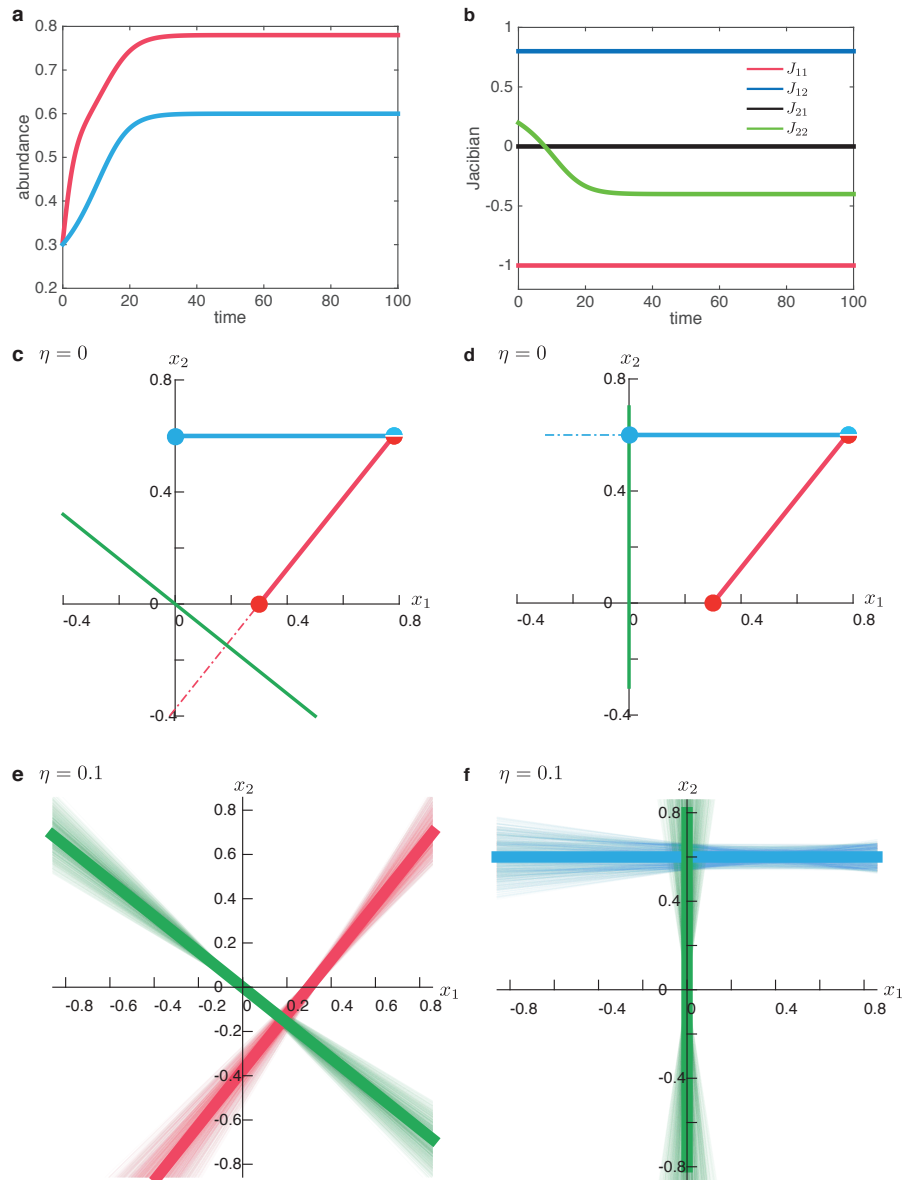 a
0.8
0.7
0.6
0.5
0.4
0.3
0.2
0 20 40 60 80 100
abundance
time
b
1
0.5
0
-0.5
-1
0 20 40 60 80 100
Jacibian
time
J11
J12
J21
J22
c η = 0
x2
0.8
0.4
0
-0.4
-0.4 0 0.4 0.8
x1
d η = 0
x2
0.8
0.4
0
-0.4
-0.4 0 0.4 0.8
x1
e η = 0.1
x2
0.8
0.6
0.4
0.2
0
-0.2
-0.4
-0.6
-0.8
-0.8 -0.6 -0.4 -0.2 0 0.2 0.4 0.6 0.8
x1
f η = 0.1
x2
0.8
0.4
0
-0.4
-0.8
-0.8 -0.4 0 0.4 0.8
x1